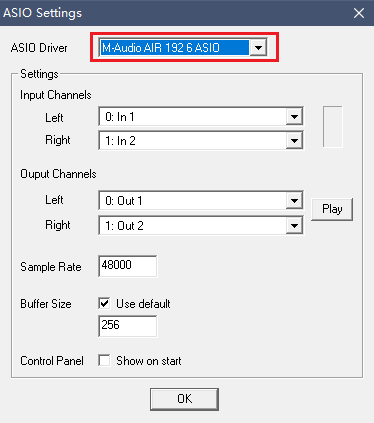 ASIO Settings
ASIO Driver M-Audio AIR 192 6 ASIO
Settings
Input Channels
Left 0: In 1
Right 1: In 2
Ouput Channels
Left 0: Out 1
Right 1: Out 2
Play
Sample Rate 48000
Buffer Size Use default
256
Control Panel Show on start
OK